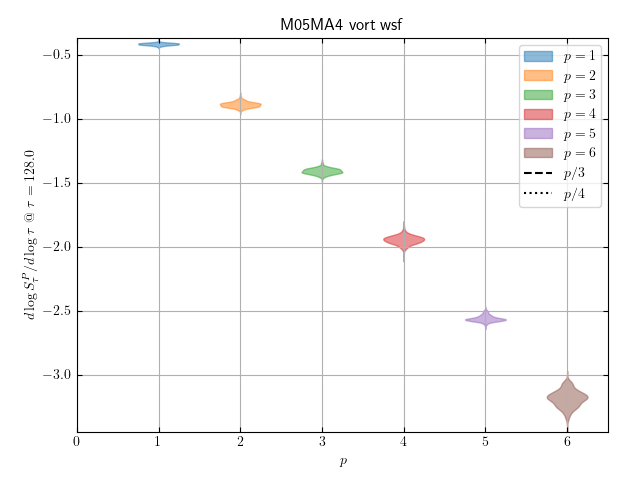 M05MA4 vort wsf
d log S_τ^P / d log τ @ τ = 128.0
−0.5
−1.0
−1.5
−2.0
−2.5
−3.0
0 1 2 3 4 5 6
p
p = 1
p = 2
p = 3
p = 4
p = 5
p = 6
p/3
p/4